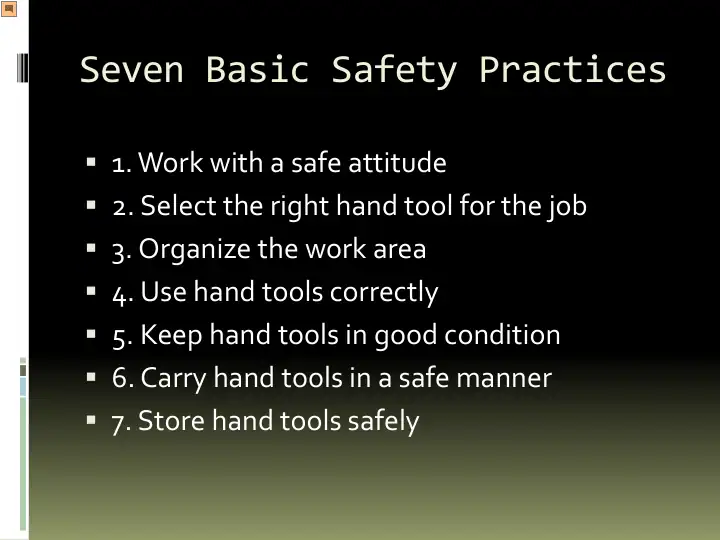 Seven Basic Safety Practices
▪ 1. Work with a safe attitude
▪ 2. Select the right hand tool for the job
▪ 3. Organize the work area
▪ 4. Use hand tools correctly
▪ 5. Keep hand tools in good condition
▪ 6. Carry hand tools in a safe manner
▪ 7. Store hand tools safely